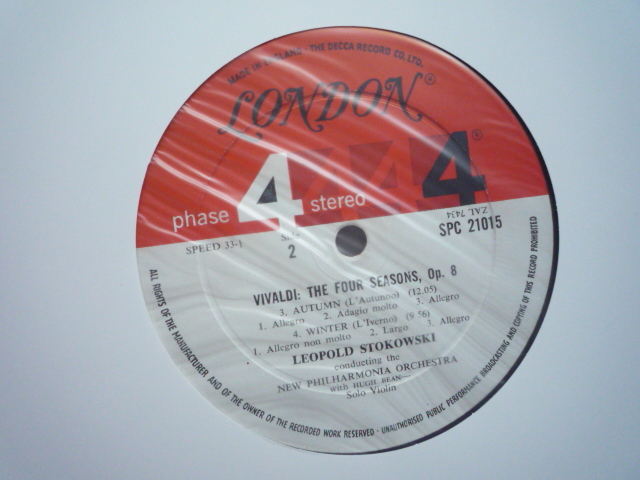 MADE IN ENGLAND · THE DECCA RECORD CO. LTD.
LONDON®
phase 4 stereo
4®
SPEED 33-1
SIDE
2
ZAL 7434
SPC 21015
VIVALDI: THE FOUR SEASONS, Op. 8
3. AUTUMN (L'Autunno) (12.05)
1. Allegro 2. Adagio molto 3. Allegro
4. WINTER (L'Iverno) (9 56)
1. Allegro non molto 2. Largo 3. Allegro
LEOPOLD STOKOWSKI
conducting the
NEW PHILHARMONIA ORCHESTRA
with HUGH BEAN—
Solo Violin
ALL RIGHTS OF THE MANUFACTURER AND OF THE OWNER OF THE RECORDED WORK RESERVED · UNAUTHORISED PUBLIC PERFORMANCE BROADCASTING AND COPYING OF THIS RECORD PROHIBITED